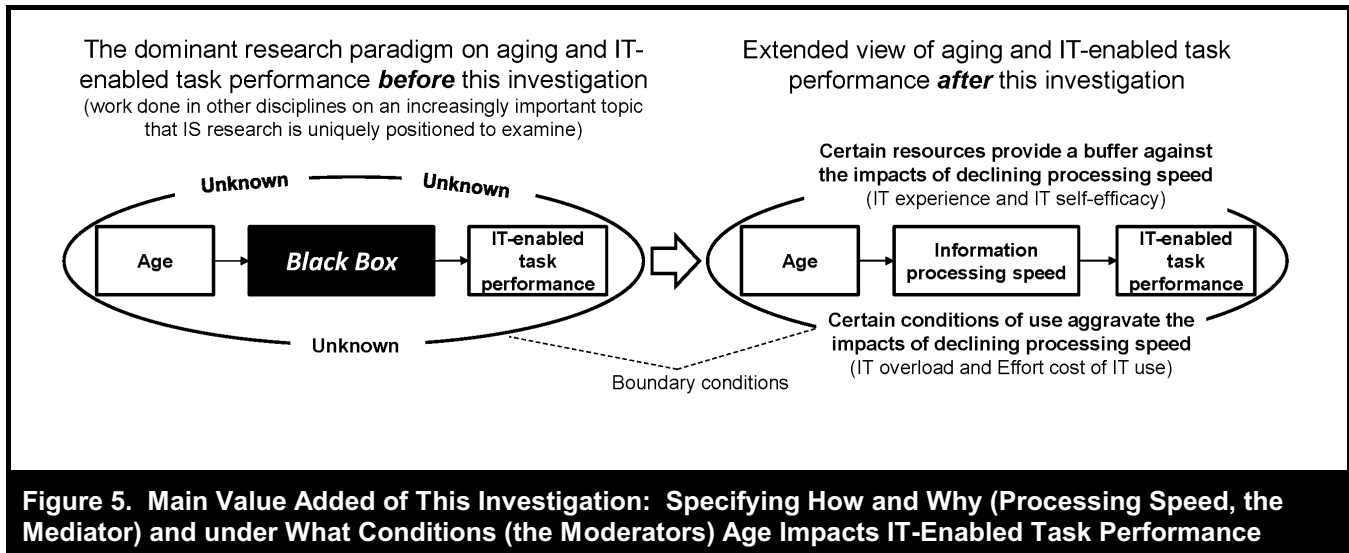 The dominant research paradigm on aging and IT-
enabled task performance before this investigation
(work done in other disciplines on an increasingly important topic
that IS research is uniquely positioned to examine)
Unknown
Unknown
Age
Black Box
IT-enabled
task
performance
Unknown
Extended view of aging and IT-enabled task
performance after this investigation
Certain resources provide a buffer against
the impacts of declining processing speed
(IT experience and IT self-efficacy)
Age
Information
processing speed
IT-enabled
task
performance
Certain conditions of use aggravate the
impacts of declining processing speed
(IT overload and Effort cost of IT use)
Boundary conditions
Figure 5. Main Value Added of This Investigation: Specifying How and Why (Processing Speed, the
Mediator) and under What Conditions (the Moderators) Age Impacts IT-Enabled Task Performance